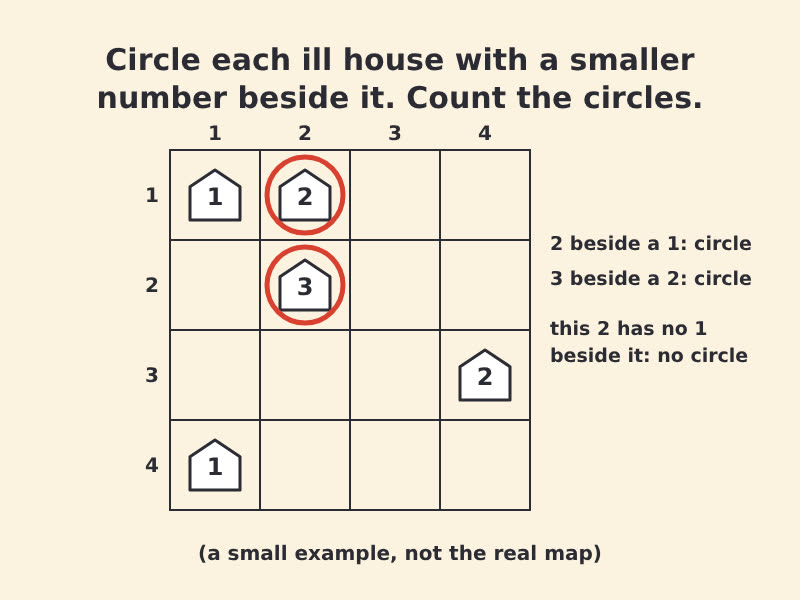 Circle each ill house with a smaller
number beside it. Count the circles.
1 2 3 4
1 1 2
2 3
2 beside a 1: circle
3 beside a 2: circle
this 2 has no 1
beside it: no circle
3 2
4 1
(a small example, not the real map)